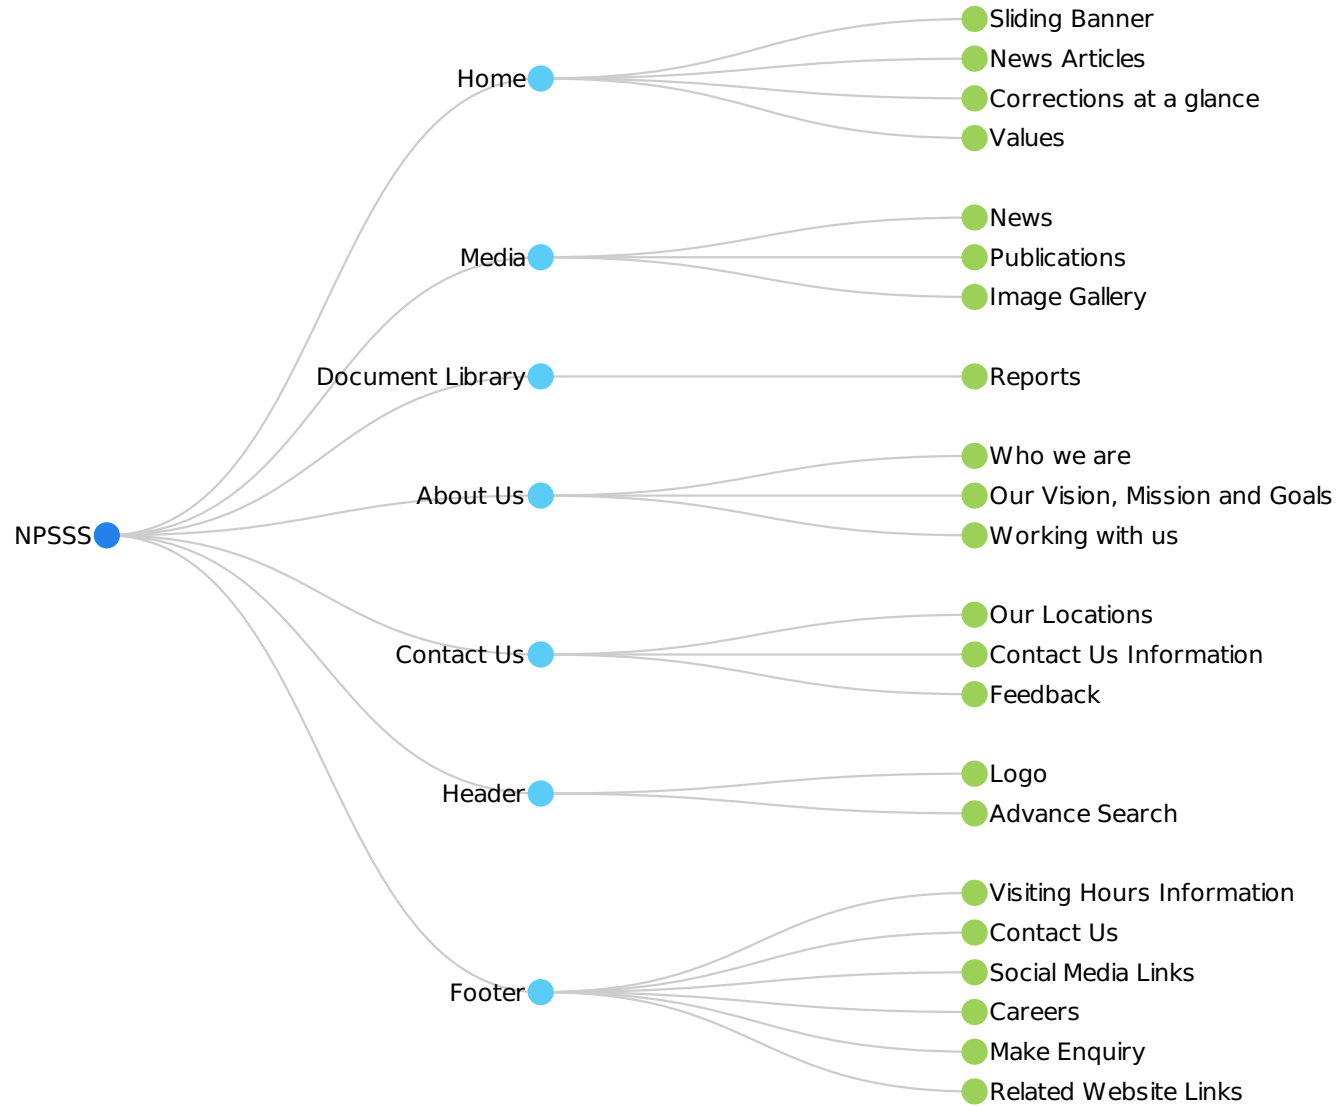 NPSSS
Home
Sliding Banner
News Articles
Corrections at a glance
Values
Media
News
Publications
Image Gallery
Document Library
Reports
About Us
Who we are
Our Vision, Mission and Goals
Working with us
Contact Us
Our Locations
Contact Us Information
Feedback
Header
Logo
Advance Search
Footer
Visiting Hours Information
Contact Us
Social Media Links
Careers
Make Enquiry
Related Website Links